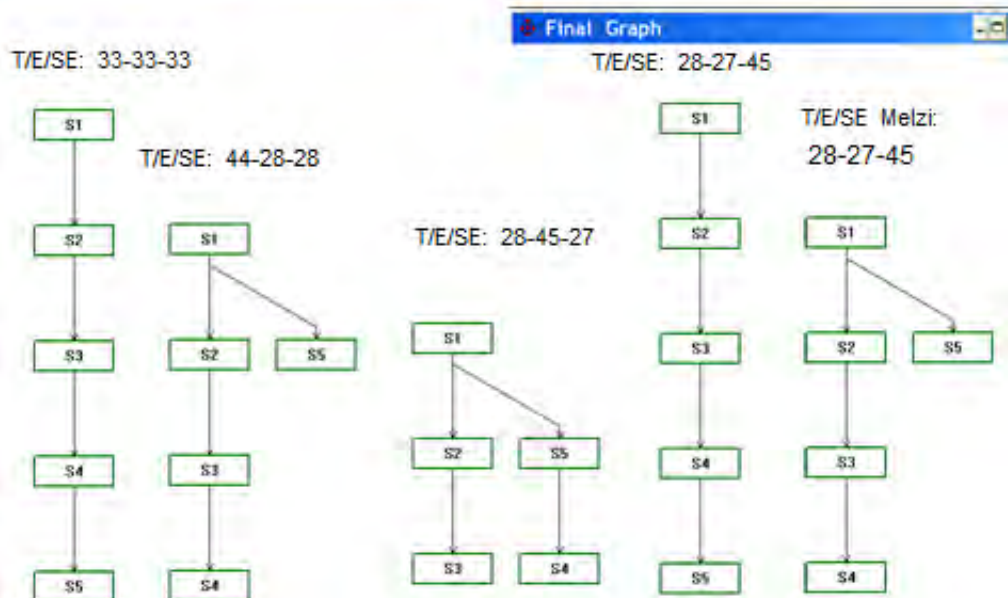 Final Graph
T/E/SE: 33-33-33
S1
S2
S3
S4
S5
T/E/SE: 44-28-28
S1
S2 S5
S3
S4
T/E/SE: 28-45-27
S1
S2 S5
S3 S4
T/E/SE: 28-27-45
S1
S2
S3
S4
S5
T/E/SE Melzi:
28-27-45
S1
S2 S5
S3
S4